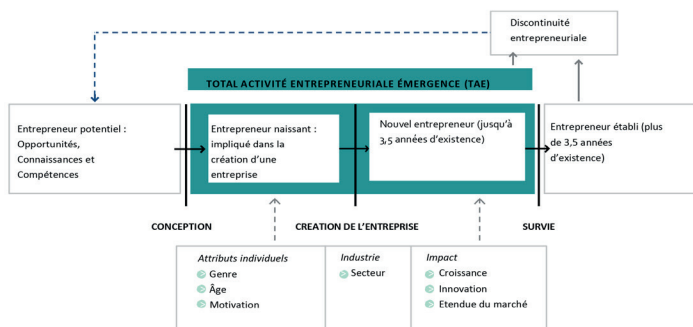 Discontinuité
entrepreneuriale
TOTAL ACTIVITÉ ENTREPRENEURIALE ÉMERGENCE (TAE)
Entrepreneur potentiel :
Opportunités,
Connaissances et
Compétences
Entrepreneur naissant :
impliqué dans la
création d'une
entreprise
Nouvel entrepreneur (jusqu'à
3,5 années d'existence)
Entrepreneur établi (plus
de 3,5 années
d'existence)
CONCEPTION
CREATION DE L'ENTREPRISE
SURVIE
Attributs individuels
Genre
Âge
Motivation
Industrie
Secteur
Impact
Croissance
Innovation
Etendue du marché